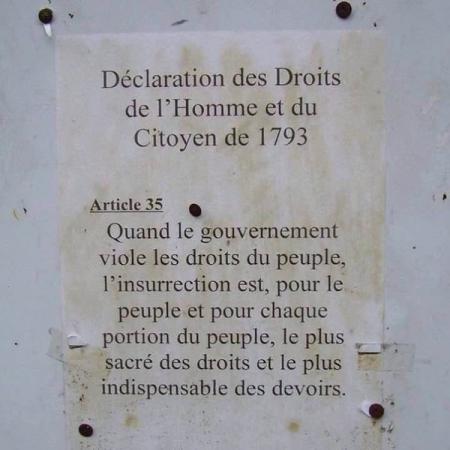 Déclaration des Droits
de l’Homme et du
Citoyen de 1793
Article 35
Quand le gouvernement
viole les droits du peuple,
l’insurrection est, pour le
peuple et pour chaque
portion du peuple, le plus
sacré des droits et le plus
indispensable des devoirs.